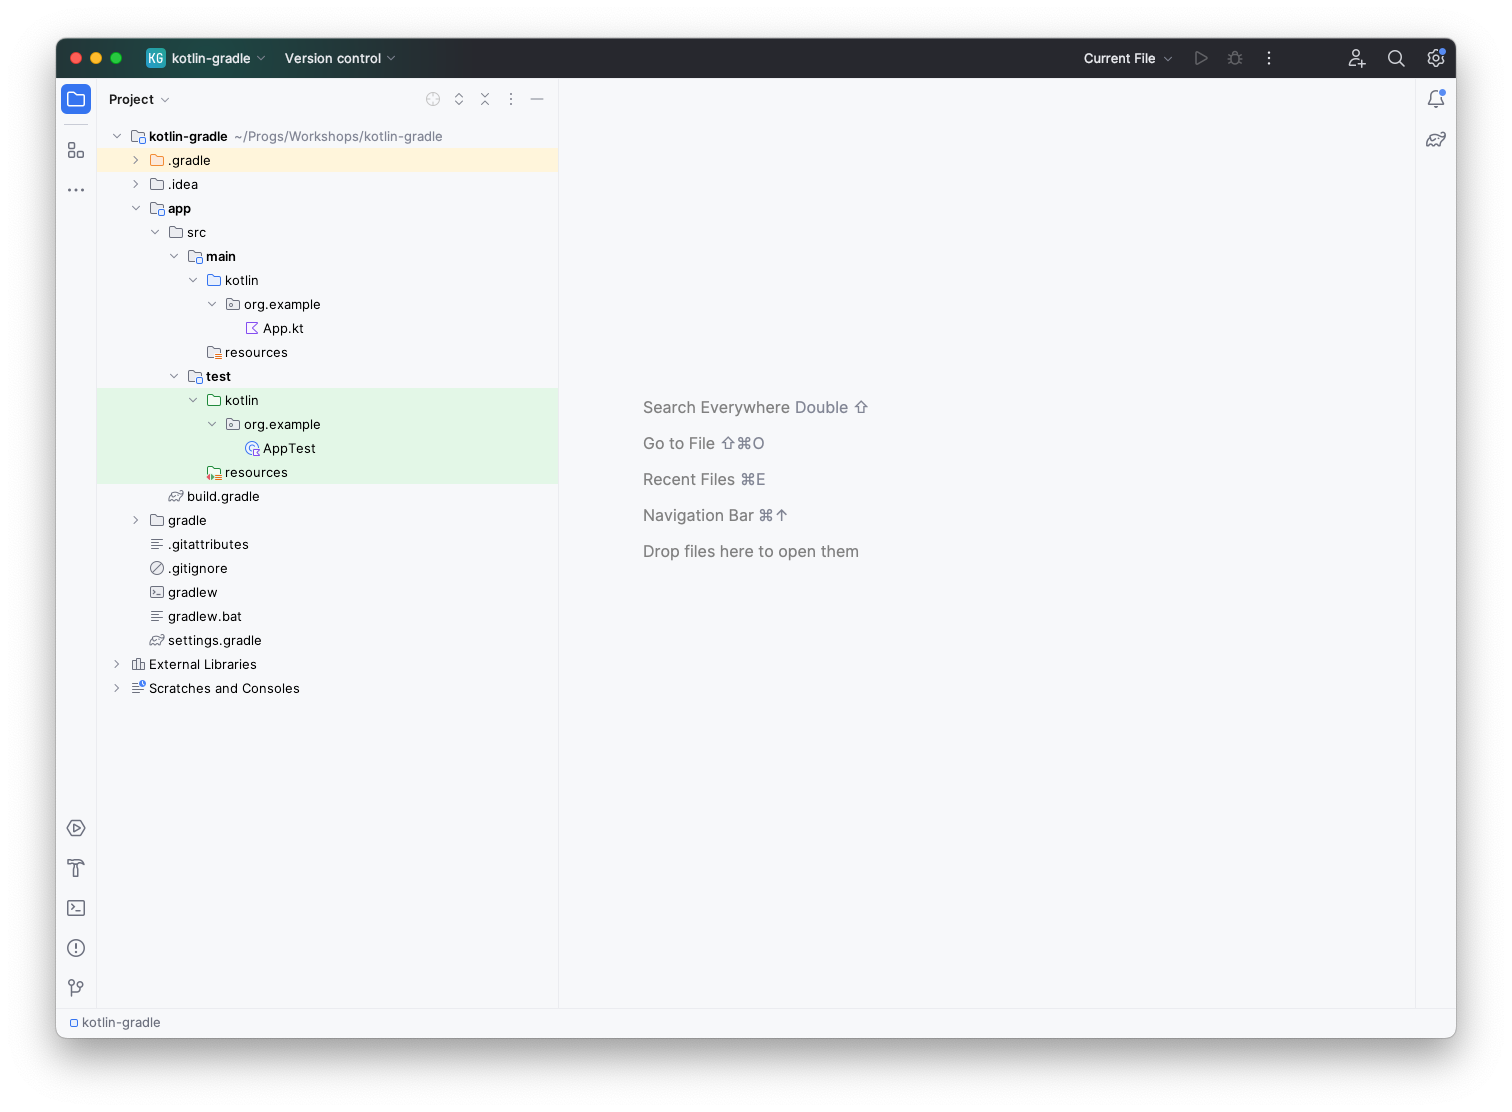 KG kotlin-gradle Version control Current File
Project
kotlin-gradle ~/Progs/Workshops/kotlin-gradle
.gradle
.idea
app
src
main
kotlin
org.example
App.kt
resources
test
kotlin
org.example
AppTest
resources
build.gradle
gradle
.gitattributes
.gitignore
gradlew
gradlew.bat
settings.gradle
External Libraries
Scratches and Consoles
Search Everywhere Double ⇧
Go to File ⇧⌘O
Recent Files ⌘E
Navigation Bar ⌘↑
Drop files here to open them
kotlin-gradle